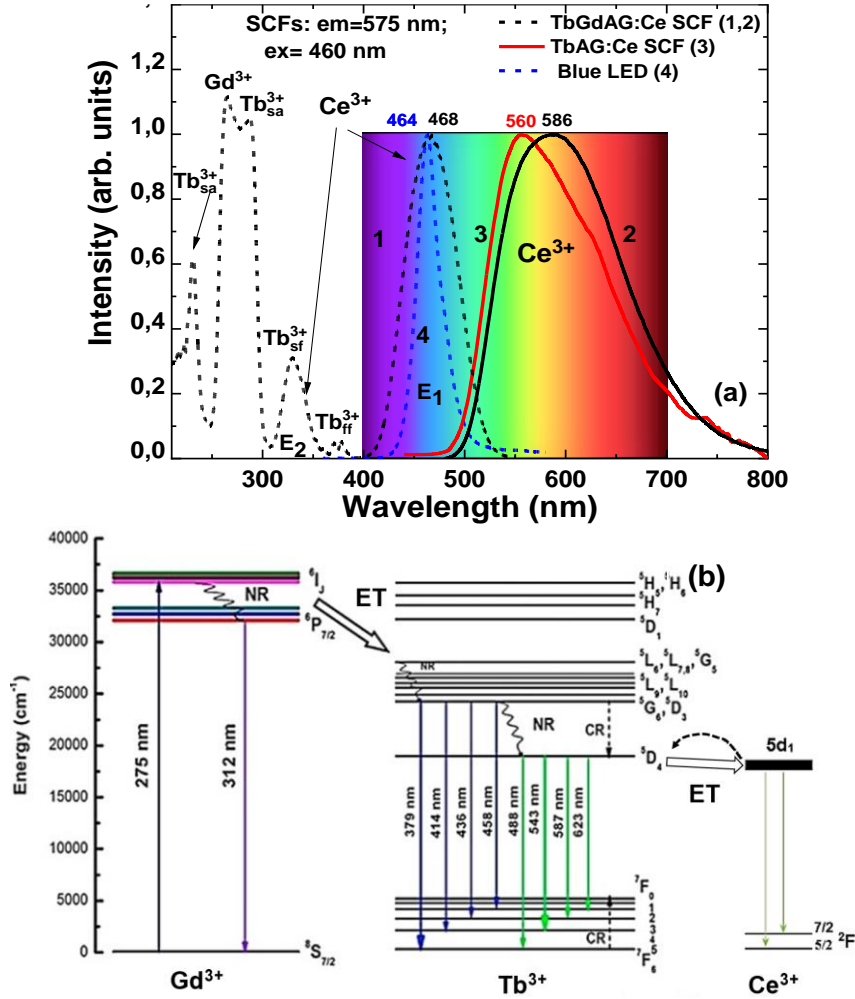 SCFs: em=575 nm;
ex= 460 nm
TbGdAG:Ce SCF (1,2)
TbAG:Ce SCF (3)
Blue LED (4)
1,2
1,0
0,8
0,6
0,4
0,2
0,0
Intensity (arb. units)
Gd3+
Tb3+sa
Tb3+sa
Ce3+
464
468
560
586
1
3
Ce3+
2
4
E1
Tb3+sf
E2
Tb3+ff
(a)
300
400
500
600
700
800
Wavelength (nm)
(b)
40000
35000
30000
25000
20000
15000
10000
5000
0
Energy (cm-1)
6IJ
NR
6P7/2
275 nm
312 nm
8S7/2
Gd3+
ET
5H5,5H6
5H7
5D1
NR
5L6,5L7,8,5G5
5L9,5L10
5G6,5D3
NR
CR
5D4
379 nm
414 nm
436 nm
458 nm
488 nm
543 nm
587 nm
623 nm
7F0
1
2
3
4
5
7F6
CR
Tb3+
ET
5d1
7/2
5/2
2F
Ce3+